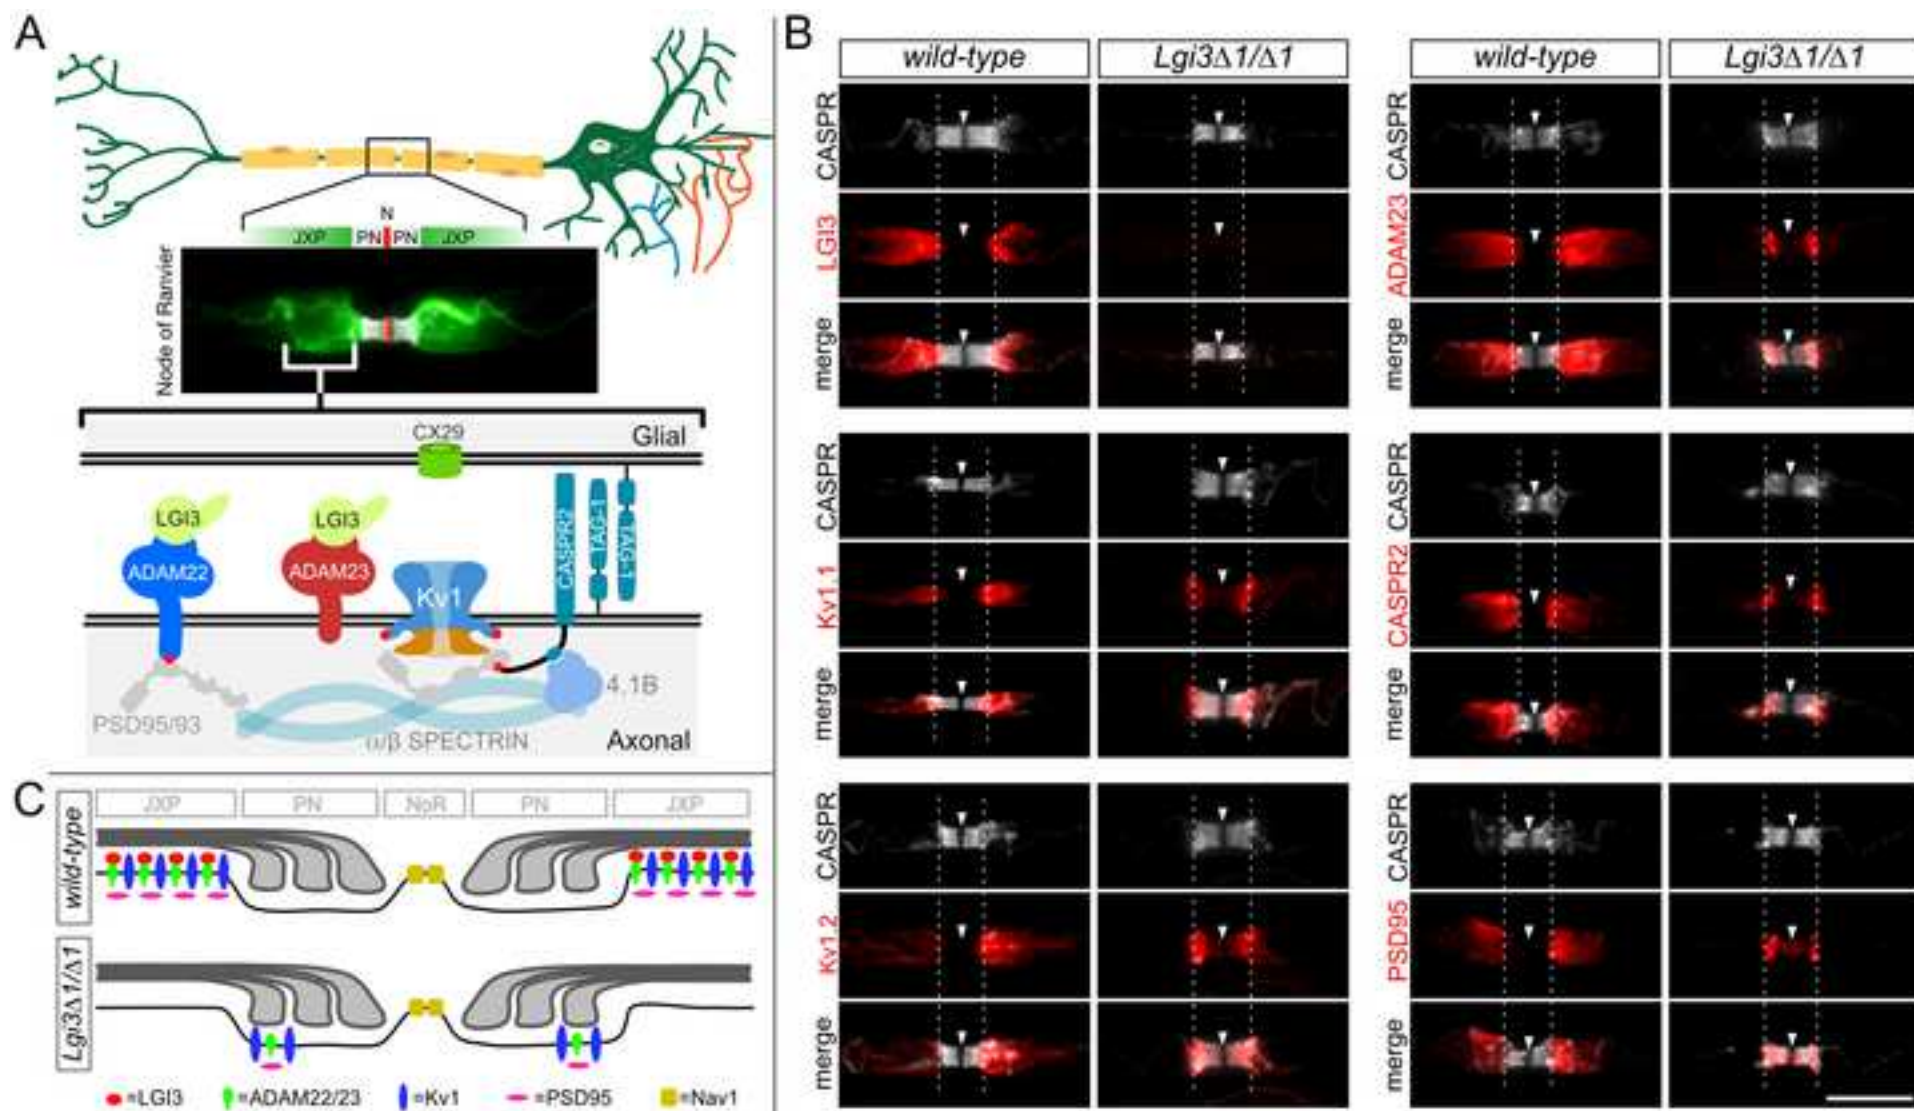 A
N
JXP PN PN JXP
Node of Ranvier
CX29
Glial
LGI3
LGI3
ADAM22
ADAM23
Kv1
CASPR2
TAG-1
TAG-1
4.1B
PSD95/93
α/β SPECTRIN
Axonal
B
wild-type
Lgi3Δ1/Δ1
wild-type
Lgi3Δ1/Δ1
CASPR
LGI3
merge
CASPR
ADAM23
merge
CASPR
Kv1.1
merge
CASPR
CASPR2
merge
CASPR
Kv1.2
merge
CASPR
PSD95
merge
C
JXP PN NoR PN JXP
wild-type
Lgi3Δ1/Δ1
=LGI3 =ADAM22/23 =Kv1 =PSD95 =Nav1